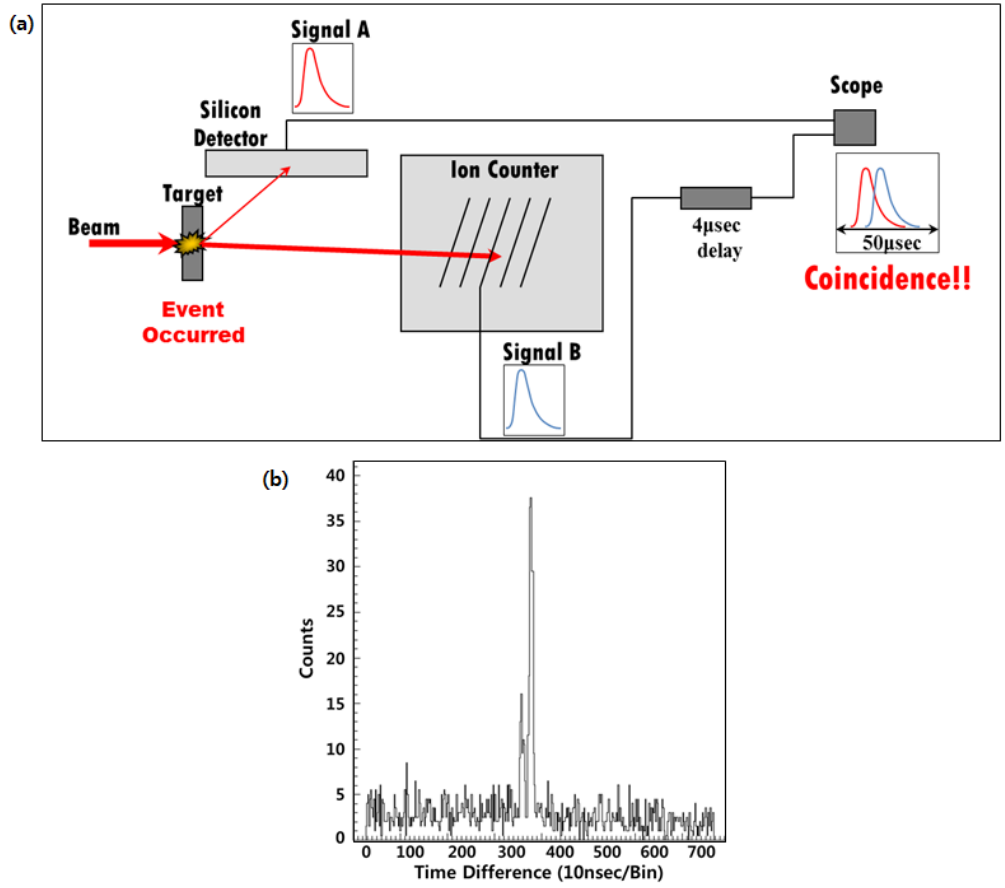 (a)
Signal A
Silicon
Detector
Target
Beam
Event
Occurred
Ion Counter
Signal B
4μsec
delay
Scope
50μsec
Coincidence!!
(b)
40
35
30
25
20
15
10
5
0
Counts
0 100 200 300 400 500 600 700
Time Difference (10nsec/Bin)